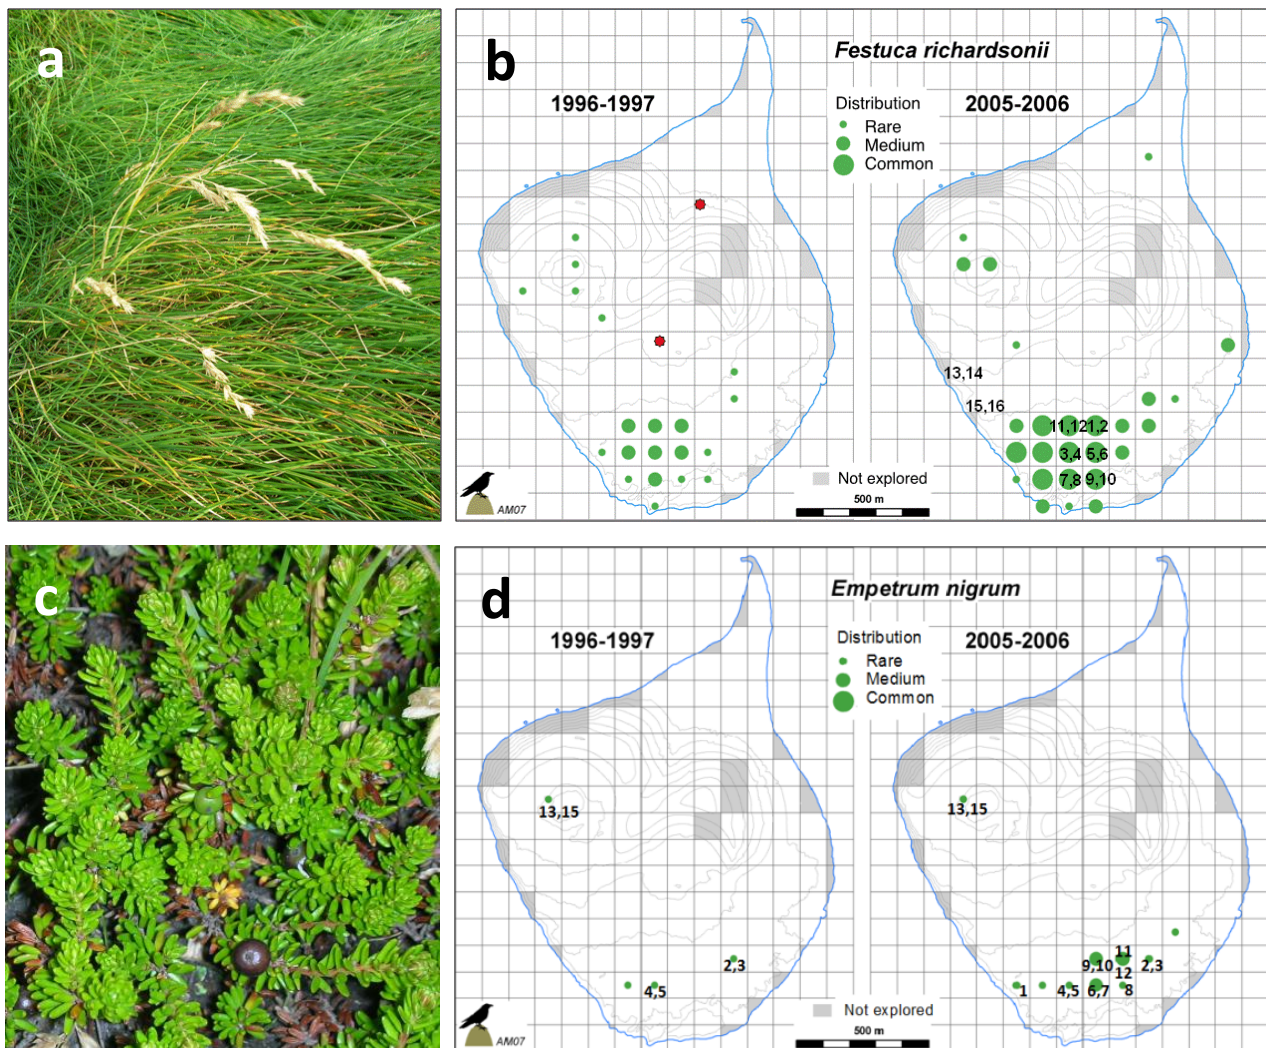 a
b
Festuca richardsonii
1996-1997
Distribution
2005-2006
Rare
Medium
Common
13,14
15,16
11,12 1,2
3,4 5,6
7,8 9,10
Not explored
500 m
AM07
c
d
Empetrum nigrum
1996-1997
Distribution
2005-2006
Rare
Medium
Common
13,15
13,15
2,3
4,5
11
9,10
2,3
12
1
4,5
6,7
8
Not explored
500 m
AM07